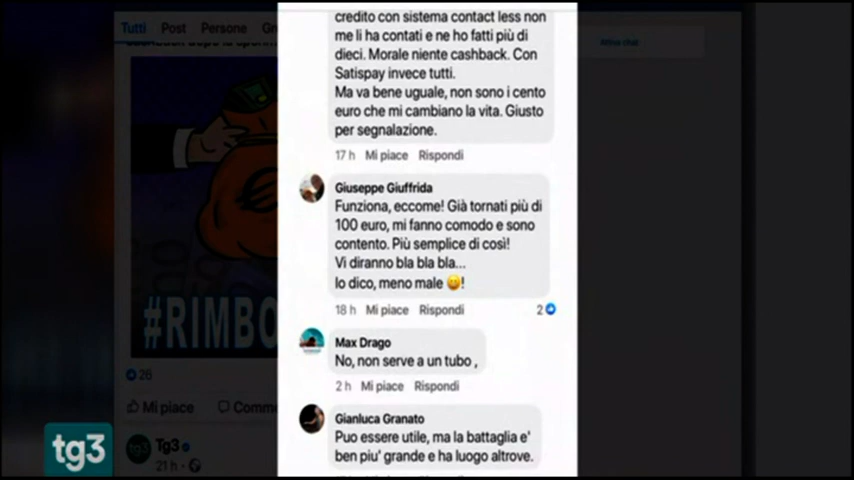 Tutti Post Persone
credito con sistema contact less non
me li ha contati e ne ho fatti più di
dieci. Morale niente cashback. Con
Satispay invece tutti.
Ma va bene uguale, non sono i cento
euro che mi cambiano la vita. Giusto
per segnalazione.
17 h Mi piace Rispondi
Giuseppe Giuffrida
Funziona, eccome! Già tornati più di
100 euro, mi fanno comodo e sono
contento. Più semplice di così!
Vi diranno bla bla bla...
Io dico, meno male 😄!
18 h Mi piace Rispondi 2
Max Drago
No, non serve a un tubo ,
2 h Mi piace Rispondi
Gianluca Granato
Puo essere utile, ma la battaglia e'
ben piu' grande e ha luogo altrove.
#RIMBO
26
Mi piace Comme
Tg3
21 h
tg3